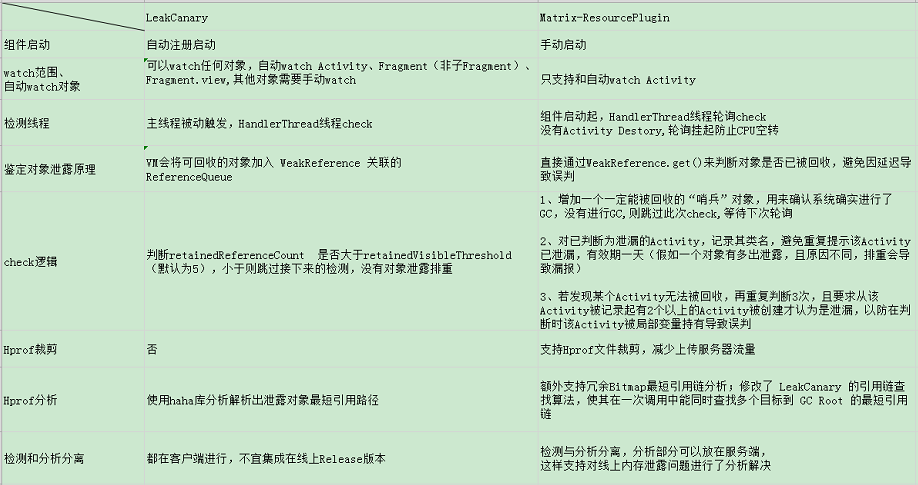 LeakCanary
Matrix-ResourcePlugin
组件启动
自动注册启动
手动启动
watch范围、
自动watch对象
可以watch任何对象，自动watch Activity、Fragment（非子Fragment）、
Fragment.view,其他对象需要手动watch
只支持和自动watch Activity
检测线程
主线程被动触发，HandlerThread线程check
组件启动起，HandlerThread线程轮询check
没有Activity Destory,轮询挂起防止CPU空转
鉴定对象泄露原理
VM会将可回收的对象加入 WeakReference 关联的
ReferenceQueue
直接通过WeakReference.get()来判断对象是否已被回收，避免因延迟导
致误判
check逻辑
判断retainedReferenceCount 是否大于retainedVisibleThreshold
（默认为5），小于则跳过接下来的检测，没有对象泄露排重
1、增加一个一定能被回收的“哨兵”对象，用来确认系统确实进行了
GC，没有进行GC,则跳过此次check,等待下次轮询
2、对已判断为泄漏的Activity，记录其类名，避免重复提示该Activity
已泄漏，有效期一天（假如一个对象有多出泄露，且原因不同，排重会导
致漏报）
3、若发现某个Activity无法被回收，再重复判断3次，且要求从该
Activity被记录起有2个以上的Activity被创建才认为是泄漏，以防在判
断时该Activity被局部变量持有导致误判
Hprof裁剪
否
支持Hprof文件裁剪，减少上传服务器流量
Hprof分析
使用haha库分析解析出泄露对象最短引用路径
额外支持冗余Bitmap最短引用链分析；修改了 LeakCanary 的引用链查
找算法，使其在一次调用中能同时查找多个目标到 GC Root 的最短引用
链
检测和分析分离
都在客户端进行，不宜集成在线上Release版本
检测与分析分离，分析部分可以放在服务端，
这样支持对线上内存泄露问题进行了分析解决